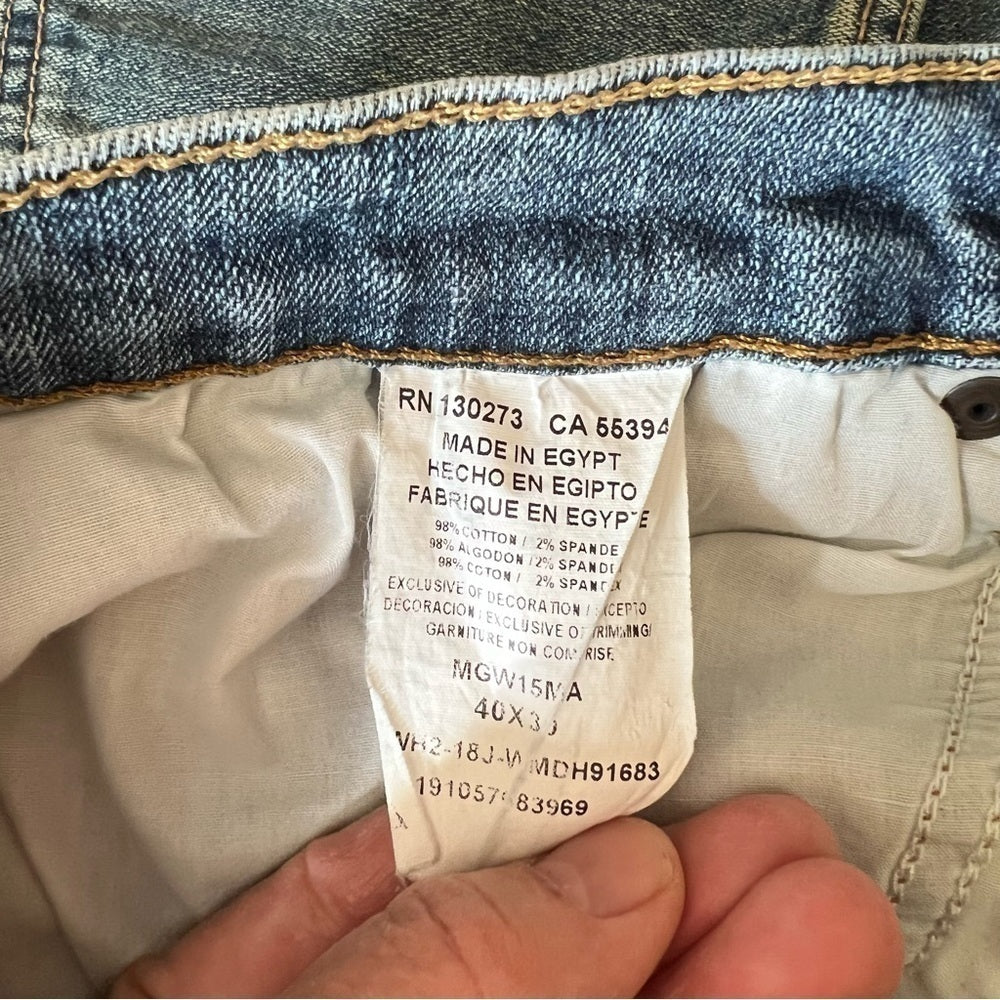 RN 130273 CA 55394
MADE IN EGYPT
HECHO EN EGIPTO
FABRIQUE EN EGYPTE
98% COTTON / 2% SPANDE
98% ALGODON / 2% SPANDE
98% COTON / 2% SPANDEX
EXCLUSIVE OF DECORATION / EXCEPTO
DECORACION / EXCLUSIVE OF TRIMMING/
GARNITURE NON COMPRISE
MGW15MA
40X30
MDH91683